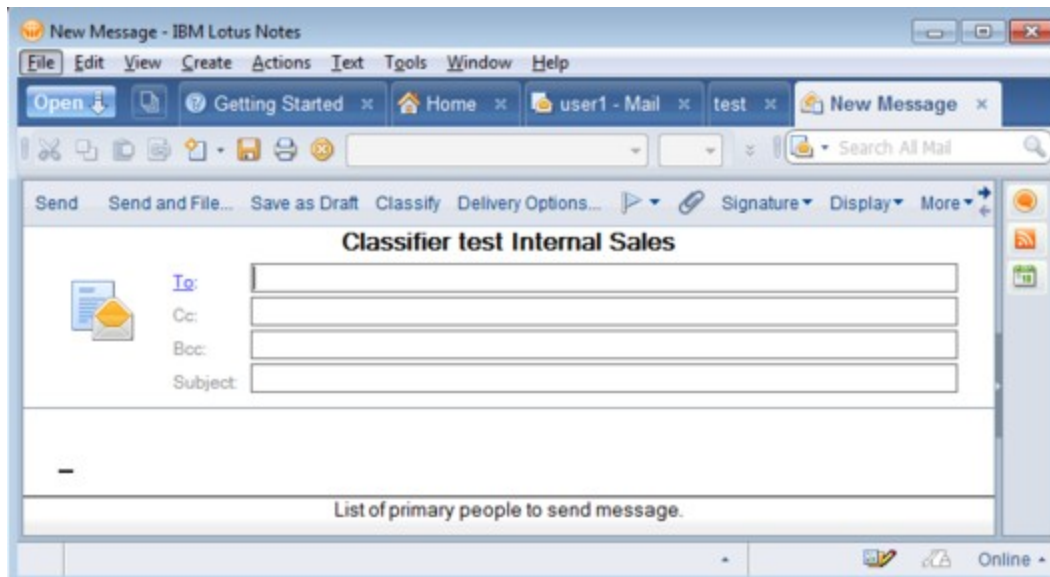 New Message - IBM Lotus Notes
File Edit View Create Actions Text Tools Window Help
Open Getting Started Home user1 - Mail test New Message
Search All Mail
Send Send and File... Save as Draft Classify Delivery Options... Signature Display More
Classifier test Internal Sales
To:
Cc:
Bcc:
Subject:
List of primary people to send message.
Online